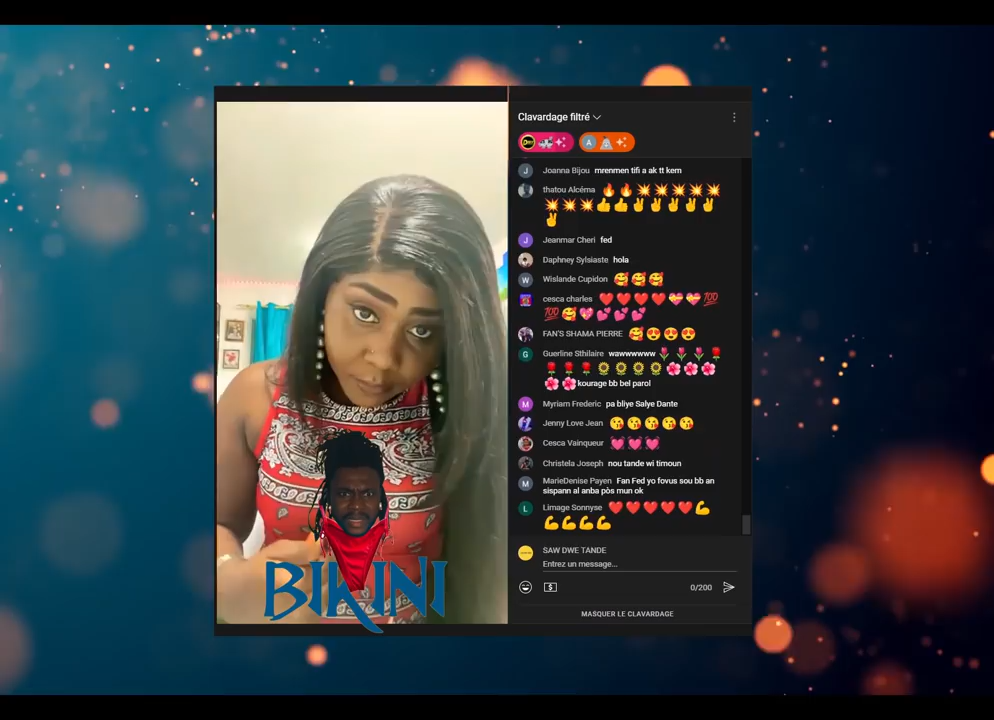 Clavardage filtré
A
J Joanna Bijou mrenmen tifi a ak tt kem
thatou Alcéma 🔥🔥💥💥💥💥💥
💥💥💥👍👍✌✌✌✌✌✌
✌
J Jeanmar Cheri fed
Daphney Sylsiaste hola
W Wislande Cupidon 🥰🥰🥰
cesca charles ❤❤❤❤💝💝💯
💯🥰💖💕💕💕
FAN'S SHAMA PIERRE 🥰😍😍😍
G Guerline Sthilaire wawwwwww 🌷🌷🌷🌹
🌹🌹🌹🌻🌻🌻🌻🌺🌺🌺
🌺🌺kourage bb bel parol
M Myriam Frederic pa bliye Salye Dante
Jenny Love Jean 😘😘😘😘😘
Cesca Vainqueur 💓💓💓
Christela Joseph nou tande wi timoun
M MarieDenise Payen Fan Fed yo fovus sou bb an
sispann al anba pòs mun ok
L Limage Sonnyse ❤❤❤❤❤💪
💪💪💪💪
SAW DWE TANDE
Entrez un message...
0/200
MASQUER LE CLAVARDAGE
BIKINI